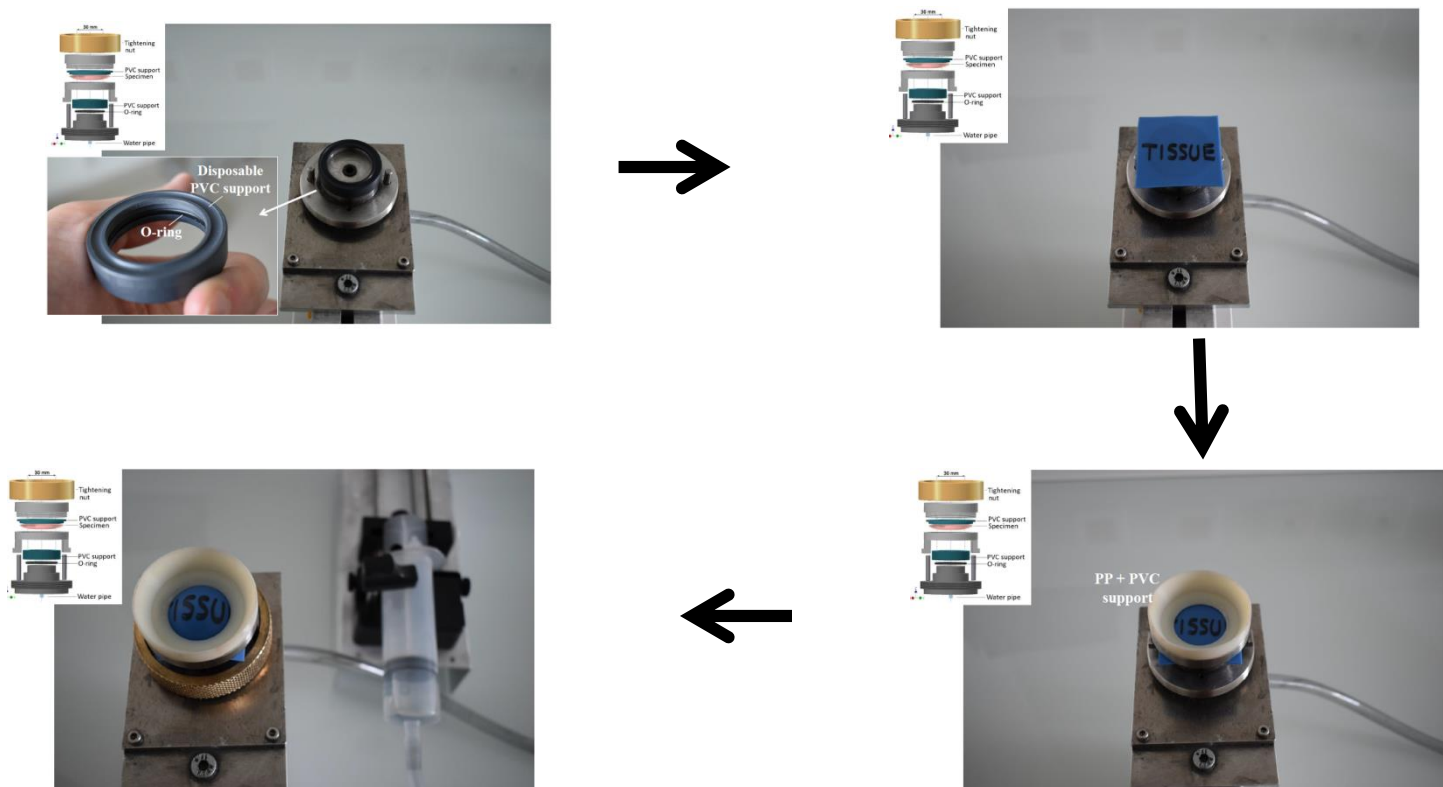 30 mm
Tightening
nut
PVC support
Specimen
PVC support
O-ring
Water pipe
Disposable
PVC support
O-ring
30 mm
Tightening
nut
PVC support
Specimen
PVC support
O-ring
Water pipe
TISSUE
30 mm
Tightening
nut
PVC support
Specimen
PVC support
O-ring
Water pipe
ISSU
30 mm
Tightening
nut
PVC support
Specimen
PVC support
O-ring
Water pipe
PP + PVC
support
ISSU